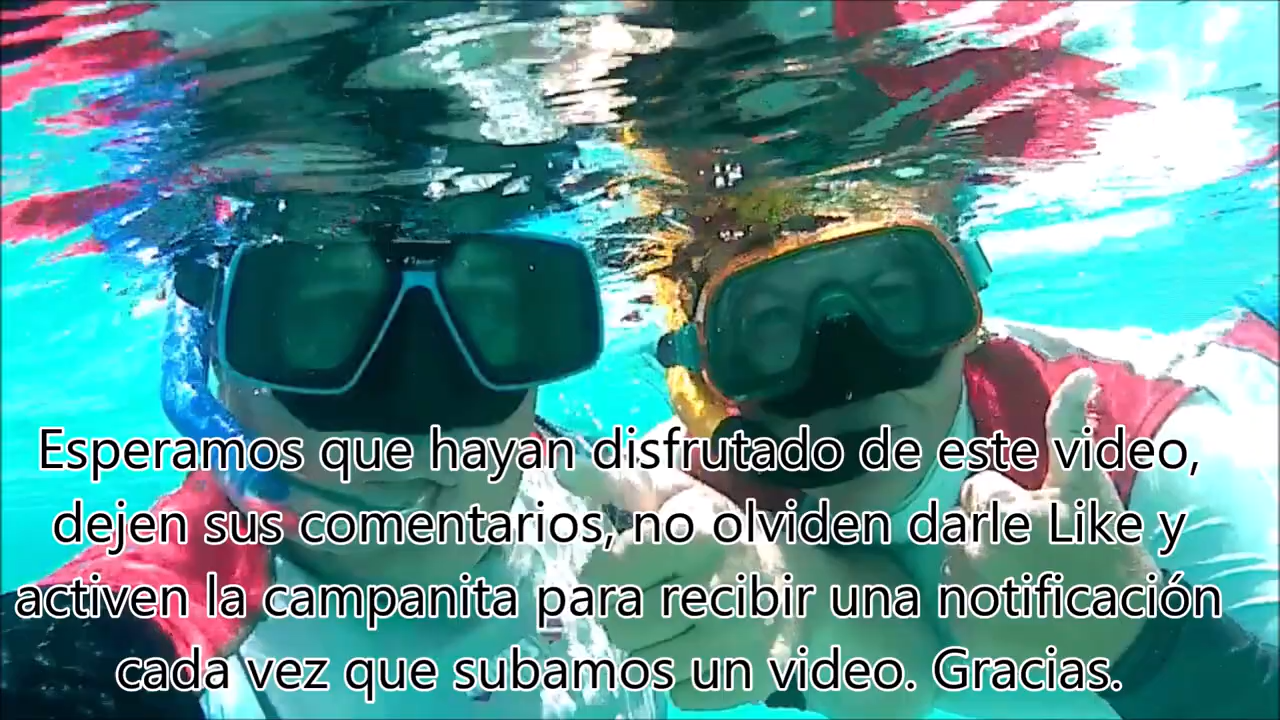 Esperamos que hayan disfrutado de este video,
dejen sus comentarios, no olviden darle Like y
activen la campanita para recibir una notificación
cada vez que subamos un video. Gracias.